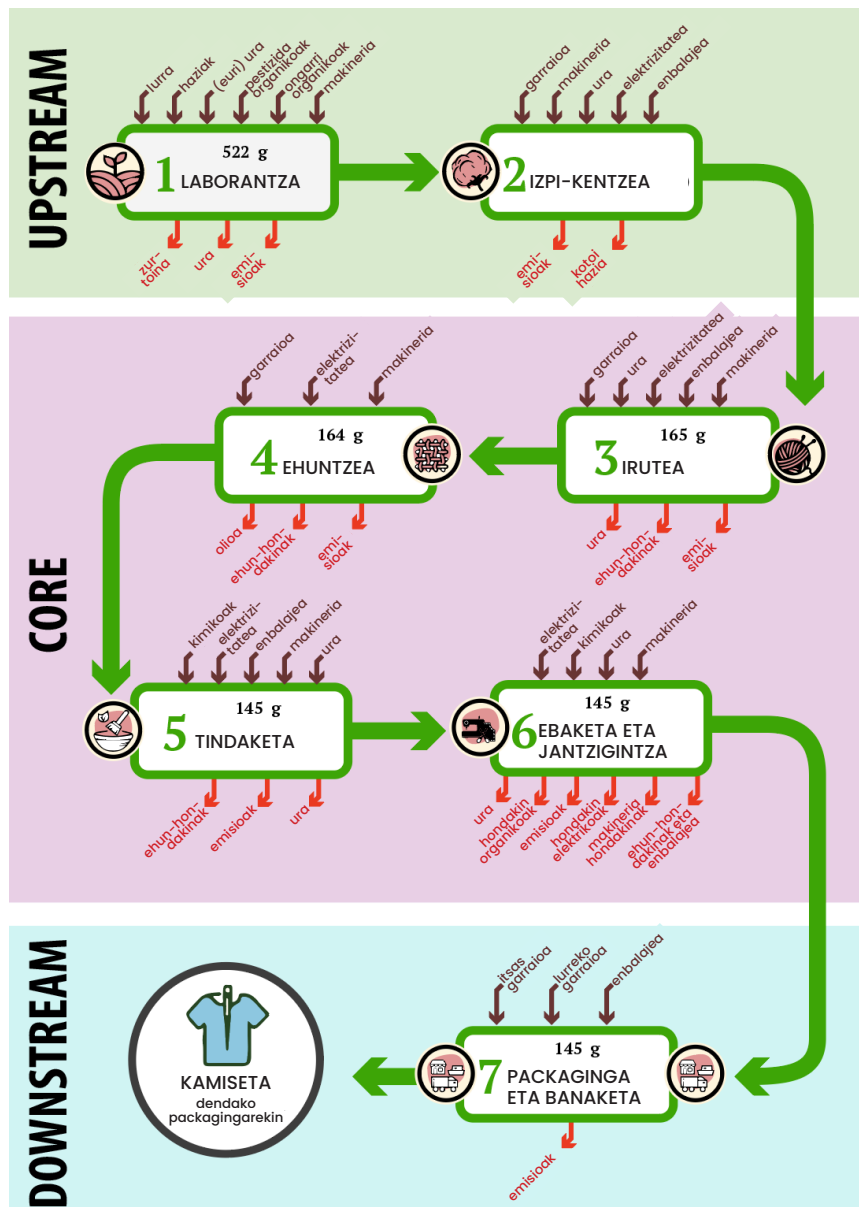 UPSTREAM
lurra
haziak
(euri) ura
pestizida
organikoak
ongarri
organikoak
makineria
522 g
1 LABORANTZA
zur-
toina
ura
emi-
sioak
garraioa
makineria
ura
elektrizitatea
enbalajea
2 IZPI-KENTZEA
emi-
sioak
kotoi
hazia
CORE
garraioa
ura
elektrizitatea
enbalajea
makineria
165 g
3 IRUTEA
ura
ehun-hon-
dakinak
emi-
sioak
garraioa
elektrizi-
tatea
makineria
164 g
4 EHUNTZEA
olioa
ehun-hon-
dakinak
emi-
sioak
kimikoak
elektrizi-
tatea
enbalajea
makineria
ura
145 g
5 TINDAKETA
ehun-hon-
dakinak
emisioak
ura
elektrizi-
tatea
kimikoak
ura
makineria
145 g
6 EBAKETA ETA
JANTZIGINTZA
ura
hondakin
organikoak
emisioak
hondakin
elektrikoak
makineria
hondakinak
ehun-hon-
dakinak eta
enbalajea
DOWNSTREAM
itsas
garraioa
lurreko
garraioa
enbalajea
145 g
7 PACKAGINGA
ETA BANAKETA
emisioak
KAMISETA
dendako
packagingarekin